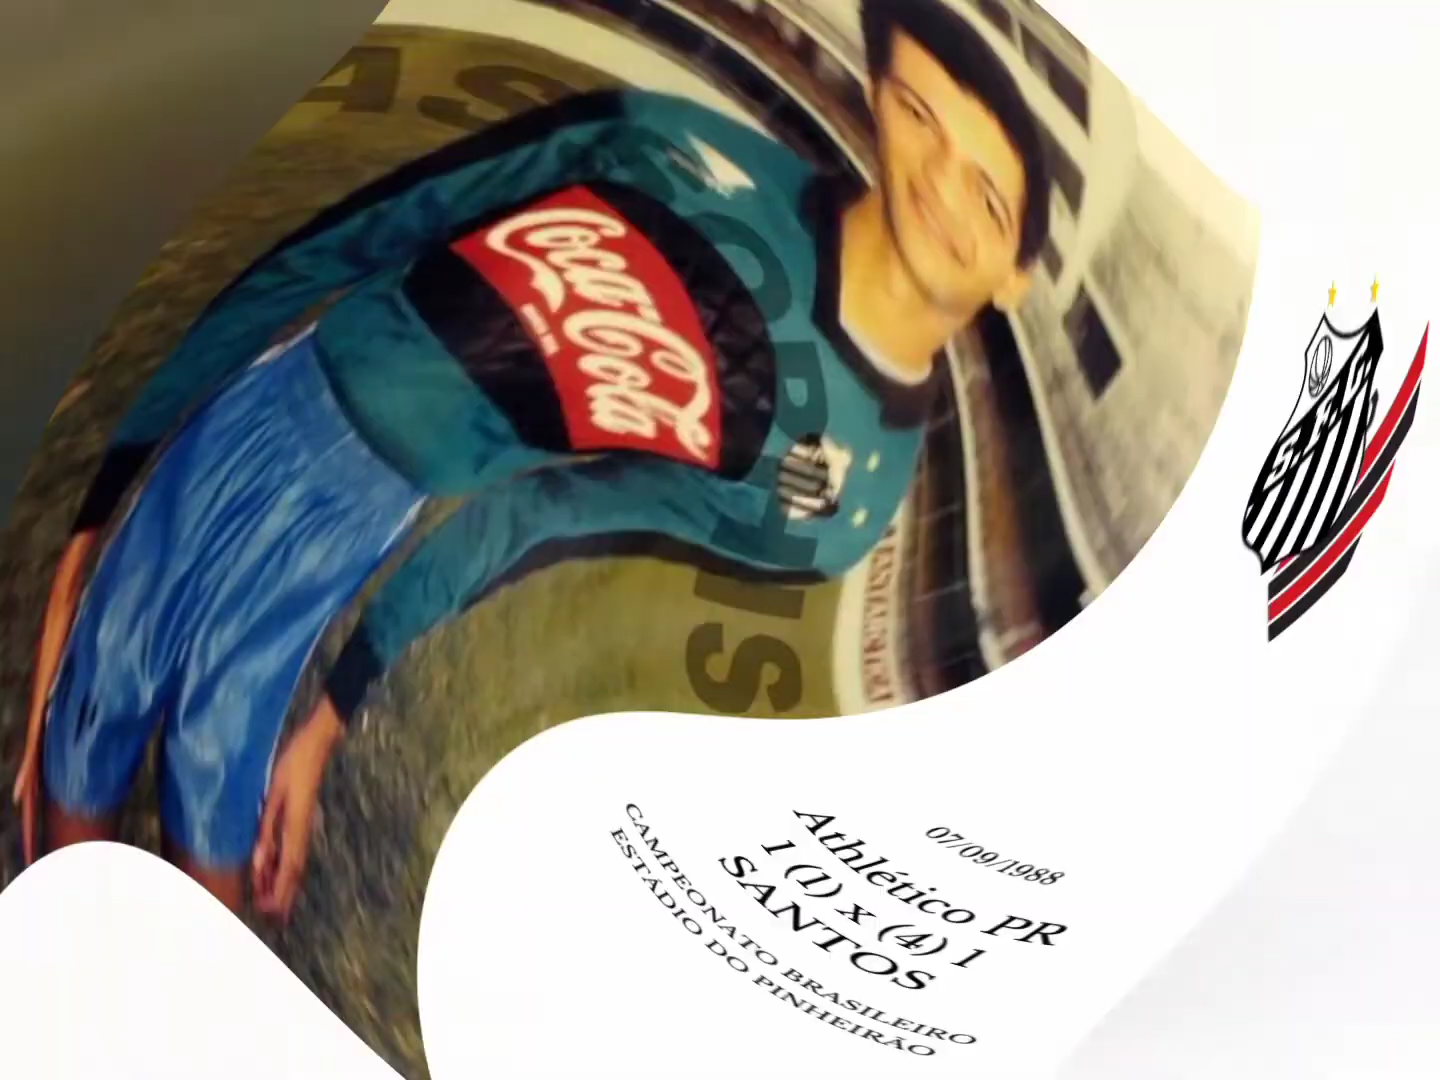 Coca-Cola
S.F.C
07/09/1988
Athlético PR
1 (1) x (4) 1
SANTOS
CAMPEONATO BRASILEIRO
ESTÁDIO DO PINHEIRÃO